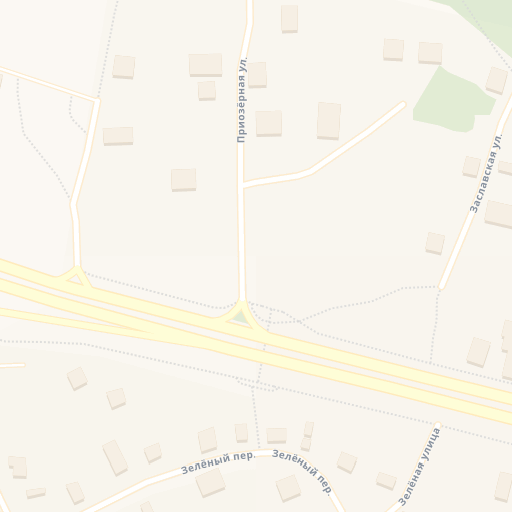 Приозёрная ул.
Заславская ул.
Зелёный пер.
Зелёный пер.
Зелёная улица